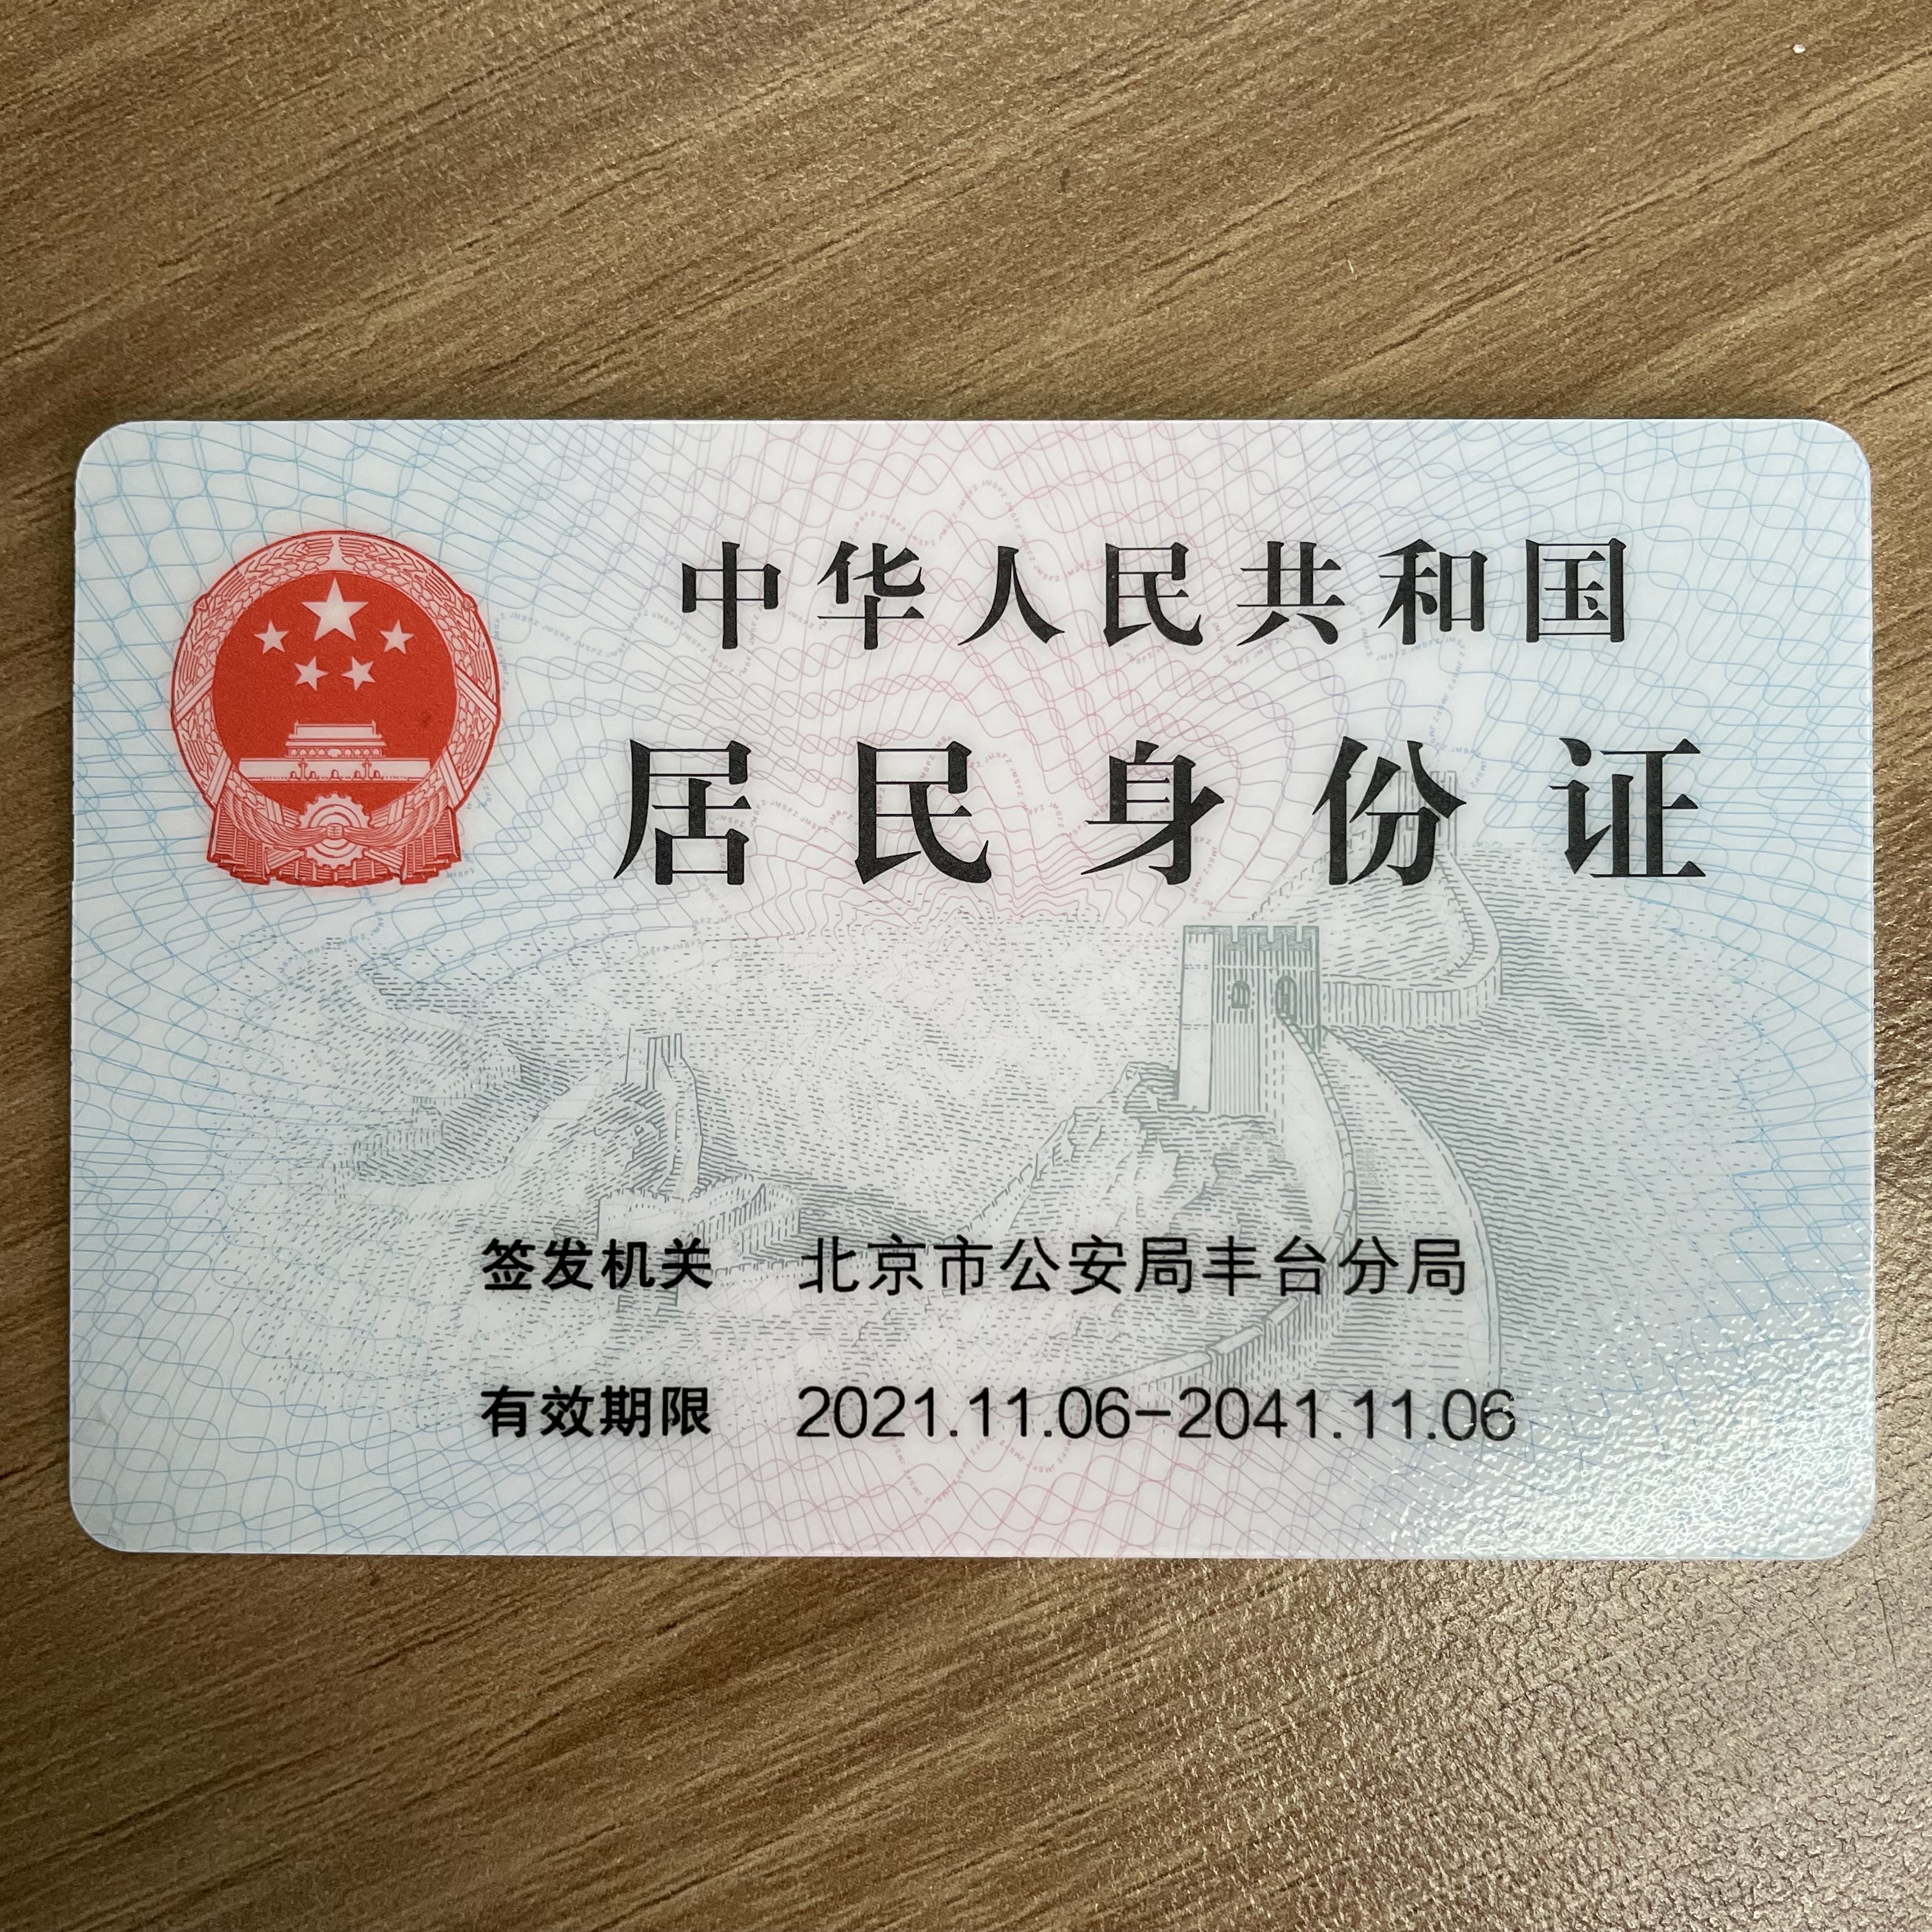 中华人民共和国
居民身份证
签发机关 北京市公安局丰台分局
有效期限 2021.11.06-2041.11.06